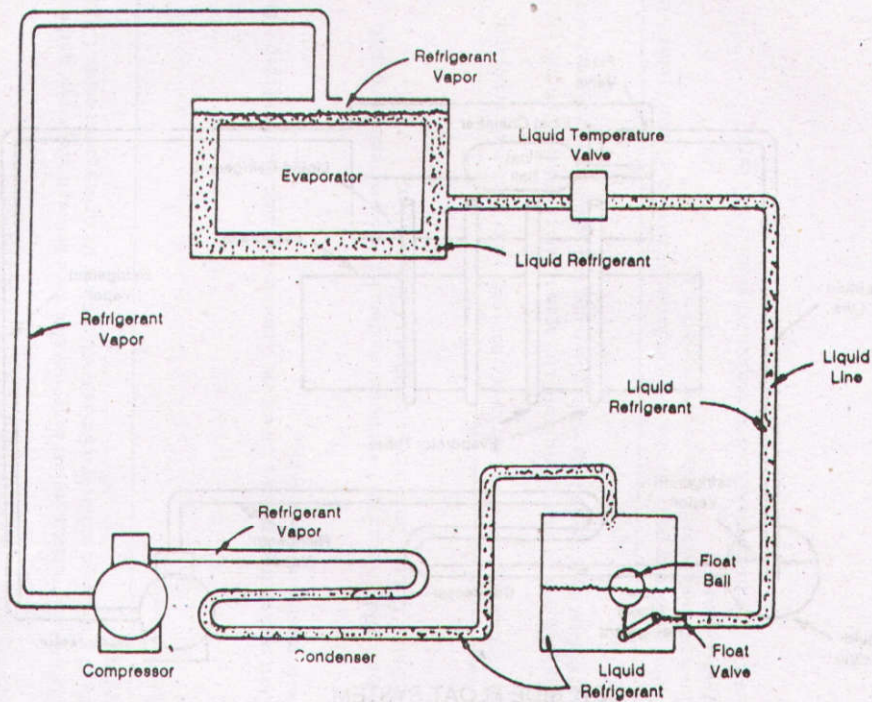 Refrigerant
Vapor
Liquid Temperature
Valve
Evaporator
Liquid Refrigerant
Refrigerant
Vapor
Liquid
Line
Liquid
Refrigerant
Refrigerant
Vapor
Float
Ball
Compressor
Condenser
Liquid
Refrigerant
Float
Valve